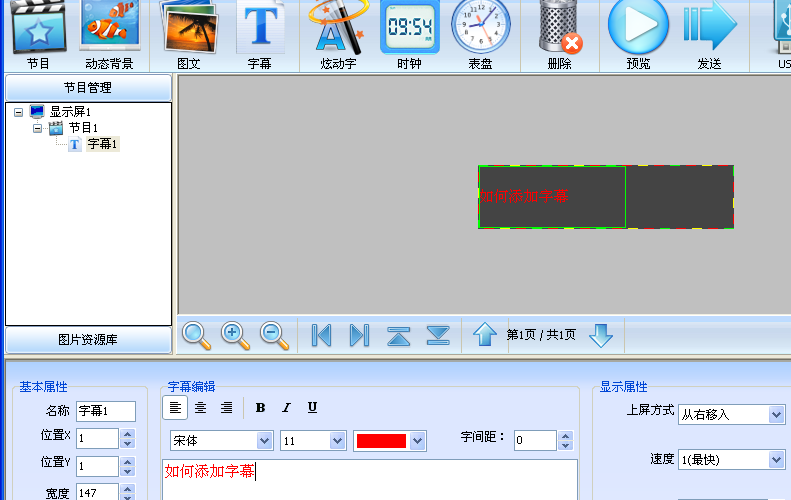 节目 动态背景 图文 字幕 炫动字 时钟 表盘 删除 预览 发送 US
节目管理
显示屏1
节目1
字幕1
如何添加字幕
图片资源库
第1页 / 共1页
基本属性
名称 字幕1
位置X 1
位置Y 1
宽度 147
字幕编辑
B I U
宋体 11 字间距： 0
如何添加字幕
显示属性
上屏方式 从右移入
速度 1(最快)